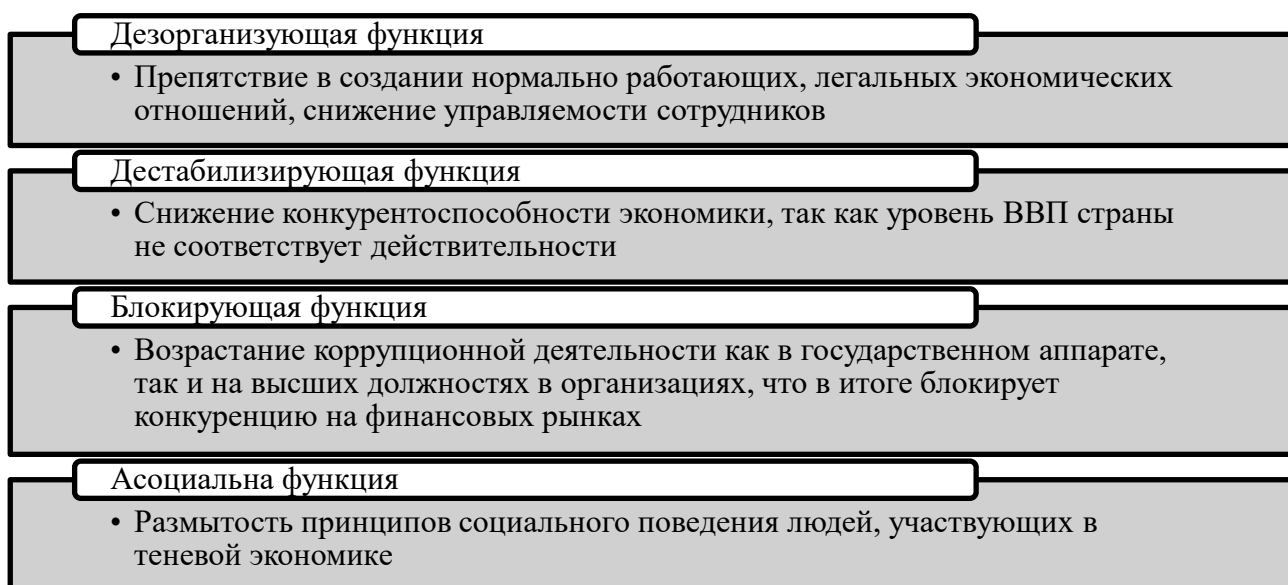 Дезорганизующая функция
• Препятствие в создании нормально работающих, легальных экономических
отношений, снижение управляемости сотрудников
Дестабилизирующая функция
• Снижение конкурентоспособности экономики, так как уровень ВВП страны
не соответствует действительности
Блокирующая функция
• Возрастание коррупционной деятельности как в государственном аппарате,
так и на высших должностях в организациях, что в итоге блокирует
конкуренцию на финансовых рынках
Асоциальна функция
• Размытость принципов социального поведения людей, участвующих в
теневой экономике